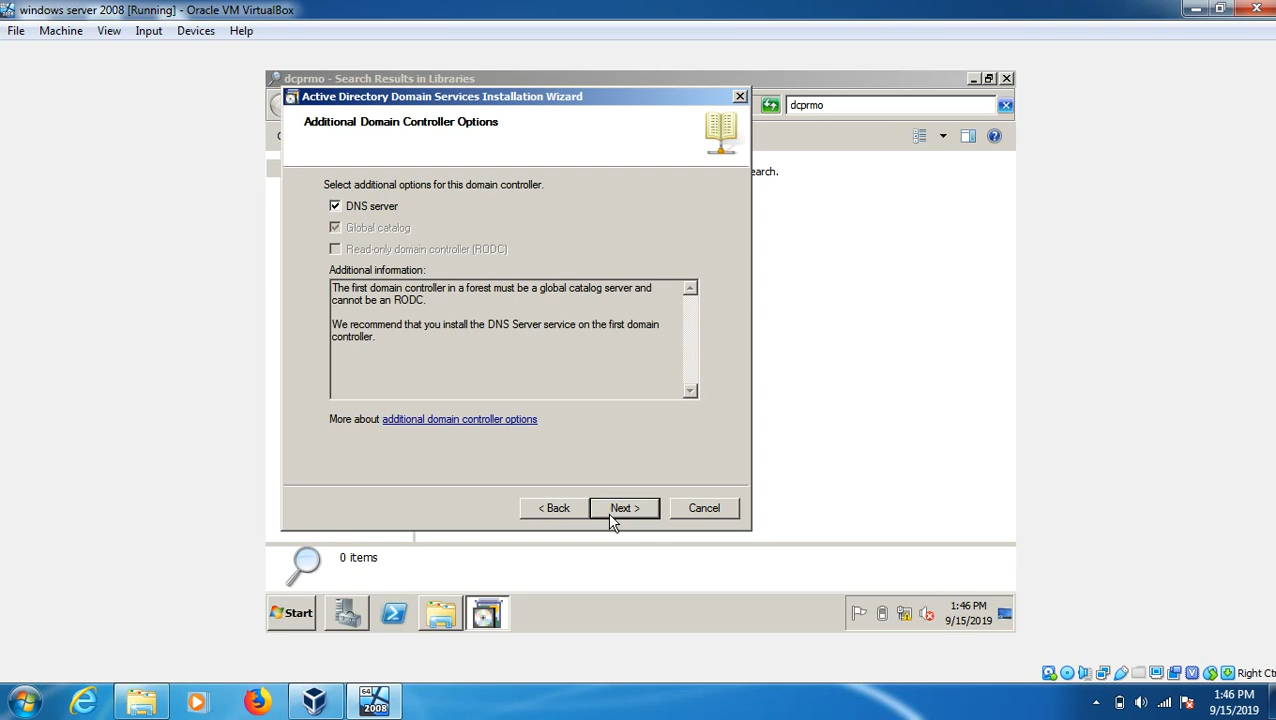 windows server 2008 [Running] - Oracle VM VirtualBox
File Machine View Input Devices Help
dcprmo - Search Results in Libraries
Active Directory Domain Services Installation Wizard
dcprmo
Additional Domain Controller Options
earch.
Select additional options for this domain controller.
DNS server
Global catalog
Read-only domain controller (RODC)
Additional information:
The first domain controller in a forest must be a global catalog server and
cannot be an RODC.
We recommend that you install the DNS Server service on the first domain
controller.
More about additional domain controller options
< Back Next > Cancel
0 items
Start
1:46 PM
9/15/2019
Right Ct
64
2008
1:46 PM
9/15/2019